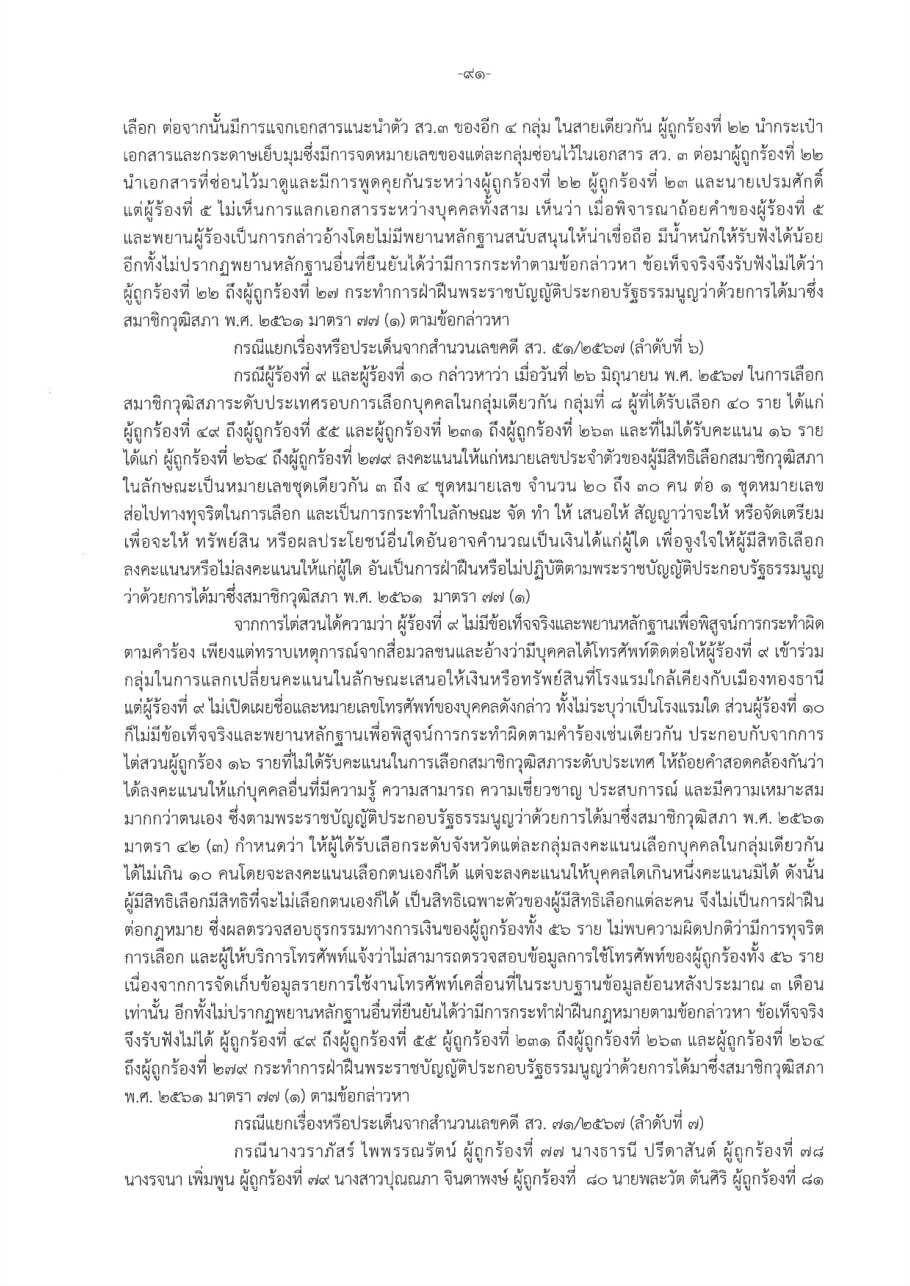 -๙๑-
เลือก ต่อจากนั้นมีการแจกเอกสารแนะนำตัว สว.๓ ของอีก ๔ กลุ่ม ในสายเดียวกัน ผู้ถูกร้องที่ ๒๒ นำกระเป๋า
เอกสารและกระดาษเย็บมุมซึ่งมีการจดหมายเลขของแต่ละกลุ่มซ่อนไว้ในเอกสาร สว. ๓ ต่อมาผู้ถูกร้องที่ ๒๒
นำเอกสารที่ซ่อนไว้มาดูและมีการพูดคุยกันระหว่างผู้ถูกร้องที่ ๒๒ ผู้ถูกร้องที่ ๒๓ และนายเปรมศักดิ์
แต่ผู้ร้องที่ ๕ ไม่เห็นการแลกเอกสารระหว่างบุคคลทั้งสาม เห็นว่า เมื่อพิจารณาถ้อยคำของผู้ร้องที่ ๕
และพยานผู้ร้องเป็นการกล่าวอ้างโดยไม่มีพยานหลักฐานสนับสนุนให้น่าเชื่อถือ มีน้ำหนักให้รับฟังได้น้อย
อีกทั้งไม่ปรากฏพยานหลักฐานอื่นที่ยืนยันได้ว่ามีการกระทำตามข้อกล่าวหา ข้อเท็จจริงจึงรับฟังไม่ได้ว่า
ผู้ถูกร้องที่ ๒๒ ถึงผู้ถูกร้องที่ ๒๗ กระทำการฝ่าฝืนพระราชบัญญัติประกอบรัฐธรรมนูญว่าด้วยการได้มาซึ่ง
สมาชิกวุฒิสภา พ.ศ. ๒๕๖๑ มาตรา ๗๗ (๑) ตามข้อกล่าวหา
กรณีแยกเรื่องหรือประเด็นจากสำนวนเลขคดี สว. ๕๑/๒๕๖๗ (ลำดับที่ ๖)
กรณีผู้ร้องที่ ๙ และผู้ร้องที่ ๑๐ กล่าวหาว่า เมื่อวันที่ ๒๖ มิถุนายน พ.ศ. ๒๕๖๗ ในการเลือก
สมาชิกวุฒิสภาระดับประเทศรอบการเลือกบุคคลในกลุ่มเดียวกัน กลุ่มที่ ๘ ผู้ที่ได้รับเลือก ๔๐ ราย ได้แก่
ผู้ถูกร้องที่ ๔๙ ถึงผู้ถูกร้องที่ ๕๕ และผู้ถูกร้องที่ ๒๓๑ ถึงผู้ถูกร้องที่ ๒๖๓ และที่ไม่ได้รับคะแนน ๑๖ ราย
ได้แก่ ผู้ถูกร้องที่ ๒๖๔ ถึงผู้ถูกร้องที่ ๒๗๙ ลงคะแนนให้แก่หมายเลขประจำตัวของผู้มีสิทธิเลือกสมาชิกวุฒิสภา
ในลักษณะเป็นหมายเลขชุดเดียวกัน ๓ ถึง ๔ ชุดหมายเลข จำนวน ๒๐ ถึง ๓๐ คน ต่อ ๑ ชุดหมายเลข
ส่อไปทางทุจริตในการเลือก และเป็นการกระทำในลักษณะ จัด ทำ ให้ เสนอให้ สัญญาว่าจะให้ หรือจัดเตรียม
เพื่อจะให้ ทรัพย์สิน หรือผลประโยชน์อื่นใดอันอาจคำนวณเป็นเงินได้แก่ผู้ใด เพื่อจูงใจให้ผู้มีสิทธิเลือก
ลงคะแนนหรือไม่ลงคะแนนให้แก่ผู้ใด อันเป็นการฝ่าฝืนหรือไม่ปฏิบัติตามพระราชบัญญัติประกอบรัฐธรรมนูญ
ว่าด้วยการได้มาซึ่งสมาชิกวุฒิสภา พ.ศ. ๒๕๖๑ มาตรา ๗๗ (๑)
จากการไต่สวนได้ความว่า ผู้ร้องที่ ๙ ไม่มีข้อเท็จจริงและพยานหลักฐานเพื่อพิสูจน์การกระทำผิด
ตามคำร้อง เพียงแต่ทราบเหตุการณ์จากสื่อมวลชนและอ้างว่ามีบุคคลได้โทรศัพท์ติดต่อให้ผู้ร้องที่ ๙ เข้าร่วม
กลุ่มในการแลกเปลี่ยนคะแนนในลักษณะเสนอให้เงินหรือทรัพย์สินที่โรงแรมใกล้เคียงกับเมืองทองธานี
แต่ผู้ร้องที่ ๙ ไม่เปิดเผยชื่อและหมายเลขโทรศัพท์ของบุคคลดังกล่าว ทั้งไม่ระบุว่าเป็นโรงแรมใด ส่วนผู้ร้องที่ ๑๐
ก็ไม่มีข้อเท็จจริงและพยานหลักฐานเพื่อพิสูจน์การกระทำผิดตามคำร้องเช่นเดียวกัน ประกอบกับจากการ
ไต่สวนผู้ถูกร้อง ๑๖ รายที่ไม่ได้รับคะแนนในการเลือกสมาชิกวุฒิสภาระดับประเทศ ให้ถ้อยคำสอดคล้องกันว่า
ได้ลงคะแนนให้แก่บุคคลอื่นที่มีความรู้ ความสามารถ ความเชี่ยวชาญ ประสบการณ์ และมีความเหมาะสม
มากกว่าตนเอง ซึ่งตามพระราชบัญญัติประกอบรัฐธรรมนูญว่าด้วยการได้มาซึ่งสมาชิกวุฒิสภา พ.ศ. ๒๕๖๑
มาตรา ๔๒ (๓) กำหนดว่า ให้ผู้ได้รับเลือกระดับจังหวัดแต่ละกลุ่มลงคะแนนเลือกบุคคลในกลุ่มเดียวกัน
ได้ไม่เกิน ๑๐ คนโดยจะลงคะแนนเลือกตนเองก็ได้ แต่จะลงคะแนนให้บุคคลใดเกินหนึ่งคะแนนมิได้ ดังนั้น
ผู้มีสิทธิเลือกมีสิทธิที่จะไม่เลือกตนเองก็ได้ เป็นสิทธิเฉพาะตัวของผู้มีสิทธิเลือกแต่ละคน จึงไม่เป็นการฝ่าฝืน
ต่อกฎหมาย ซึ่งผลตรวจสอบธุรกรรมทางการเงินของผู้ถูกร้องทั้ง ๕๖ ราย ไม่พบความผิดปกติว่ามีการทุจริต
การเลือก และผู้ให้บริการโทรศัพท์แจ้งว่าไม่สามารถตรวจสอบข้อมูลการใช้โทรศัพท์ของผู้ถูกร้องทั้ง ๕๖ ราย
เนื่องจากการจัดเก็บข้อมูลรายการใช้งานโทรศัพท์เคลื่อนที่ในระบบฐานข้อมูลย้อนหลังประมาณ ๓ เดือน
เท่านั้น อีกทั้งไม่ปรากฏพยานหลักฐานอื่นที่ยืนยันได้ว่ามีการกระทำฝ่าฝืนกฎหมายตามข้อกล่าวหา ข้อเท็จจริง
จึงรับฟังไม่ได้ ผู้ถูกร้องที่ ๔๙ ถึงผู้ถูกร้องที่ ๕๕ ผู้ถูกร้องที่ ๒๓๑ ถึงผู้ถูกร้องที่ ๒๖๓ และผู้ถูกร้องที่ ๒๖๔
ถึงผู้ถูกร้องที่ ๒๗๙ กระทำการฝ่าฝืนพระราชบัญญัติประกอบรัฐธรรมนูญว่าด้วยการได้มาซึ่งสมาชิกวุฒิสภา
พ.ศ. ๒๕๖๑ มาตรา ๗๗ (๑) ตามข้อกล่าวหา
กรณีแยกเรื่องหรือประเด็นจากสำนวนเลขคดี สว. ๗๑/๒๕๖๗ (ลำดับที่ ๗)
กรณีนางวราภัสร์ ไพพรรณรัตน์ ผู้ถูกร้องที่ ๗๗ นางธารนี ปรีดาสันต์ ผู้ถูกร้องที่ ๗๘
นางรจนา เพิ่มพูน ผู้ถูกร้องที่ ๗๙ นางสาวปุณณภา จินดาพงษ์ ผู้ถูกร้องที่ ๘๐ นายพละวัต ตันศิริ ผู้ถูกร้องที่ ๘๑